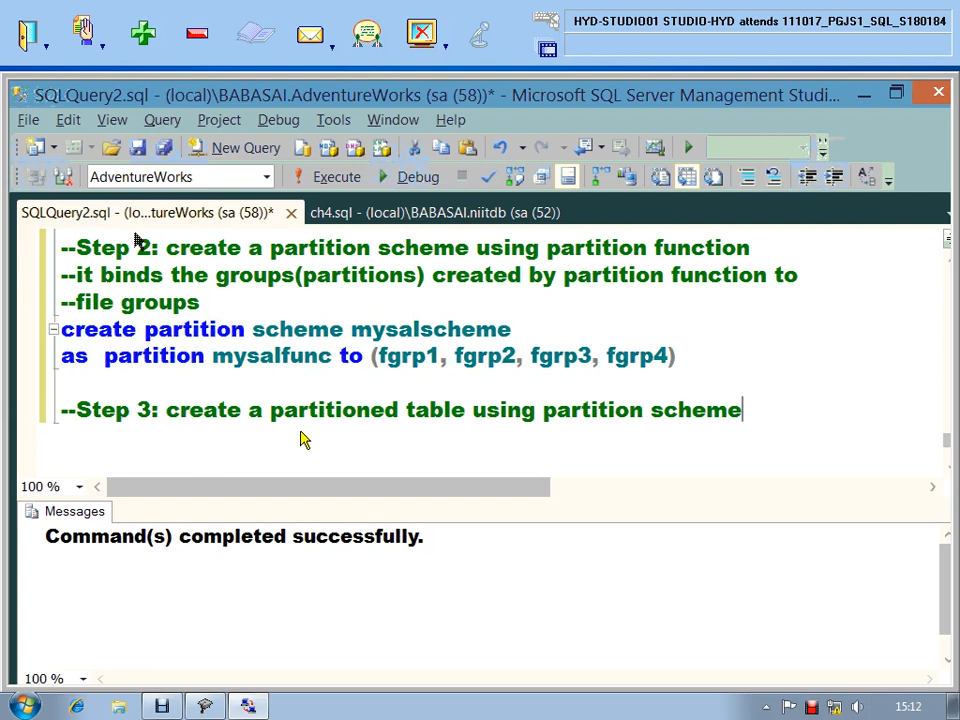 HYD-STUDIO01 STUDIO-HYD attends 111017_PGJS1_SQL_S180184
SQLQuery2.sql - (local)\BABASAI.AdventureWorks (sa (58))* - Microsoft SQL Server Management Studi...
File Edit View Query Project Debug Tools Window Help
New Query
AdventureWorks Execute Debug
SQLQuery2.sql - (lo...tureWorks (sa (58))* ch4.sql - (local)\BABASAI.niitdb (sa (52))
--Step 2: create a partition scheme using partition function
--it binds the groups(partitions) created by partition function to
--file groups
create partition scheme mysalscheme
as partition mysalfunc to (fgrp1, fgrp2, fgrp3, fgrp4)
--Step 3: create a partitioned table using partition scheme
100 %
Messages
Command(s) completed successfully.
100 %
15:12